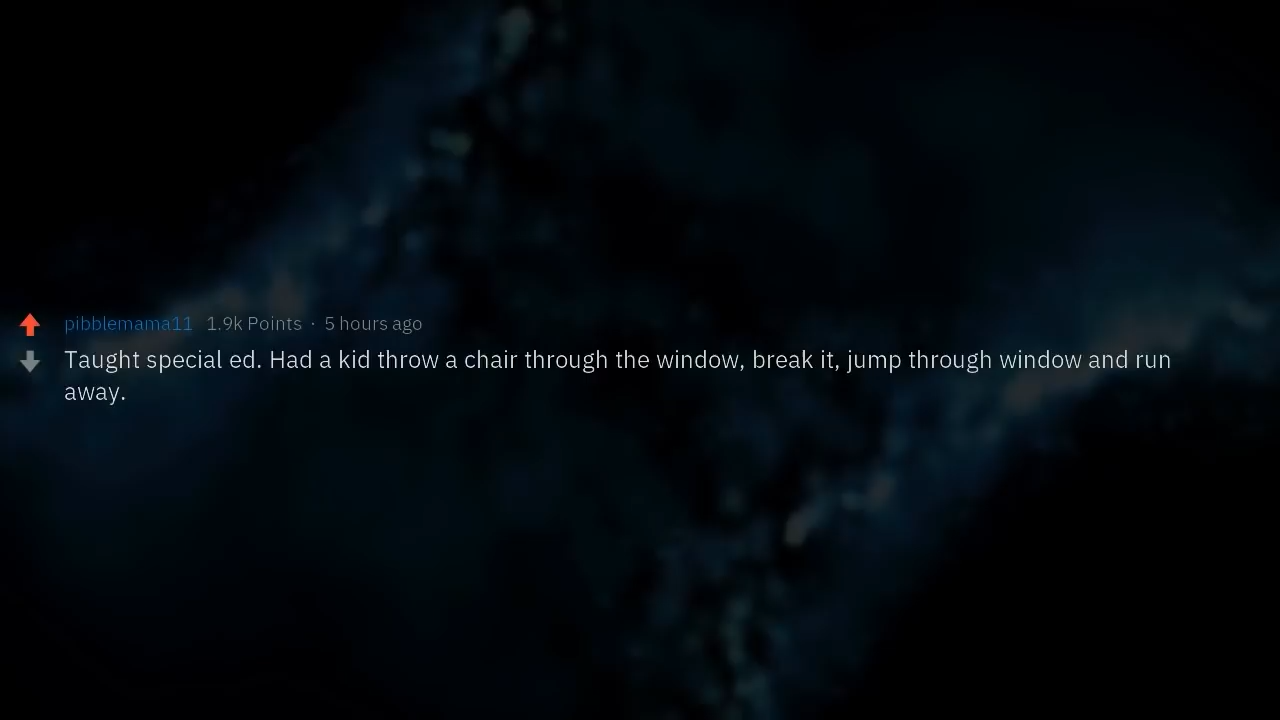 pibblemama11 1.9k Points · 5 hours ago
Taught special ed. Had a kid throw a chair through the window, break it, jump through window and run
away.